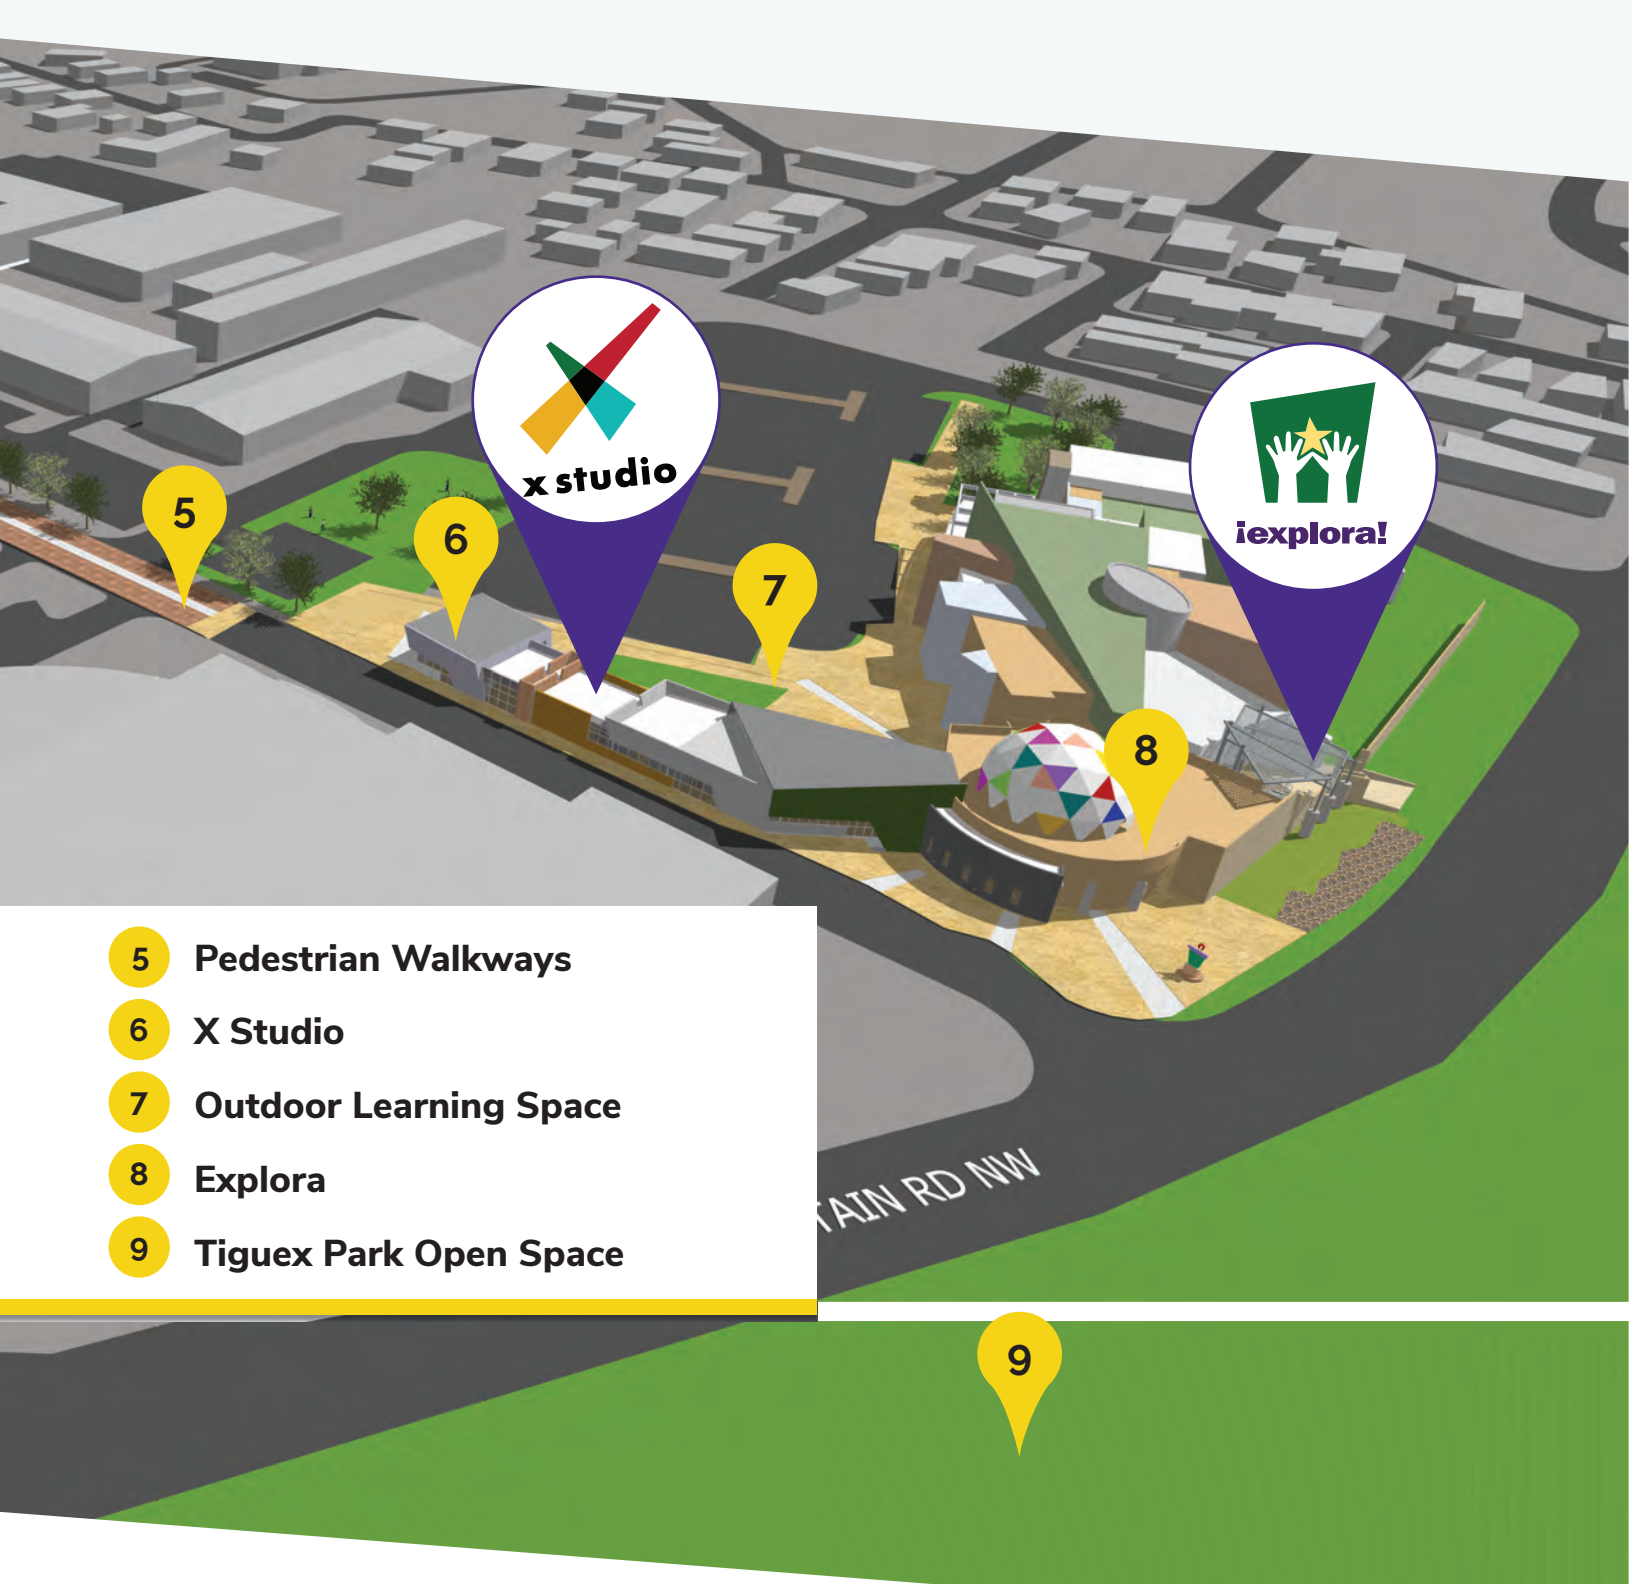 x studio
¡explora!
5
6
7
8
5 Pedestrian Walkways
6 X Studio
7 Outdoor Learning Space
8 Explora
9 Tiguex Park Open Space
TAIN RD NW
9